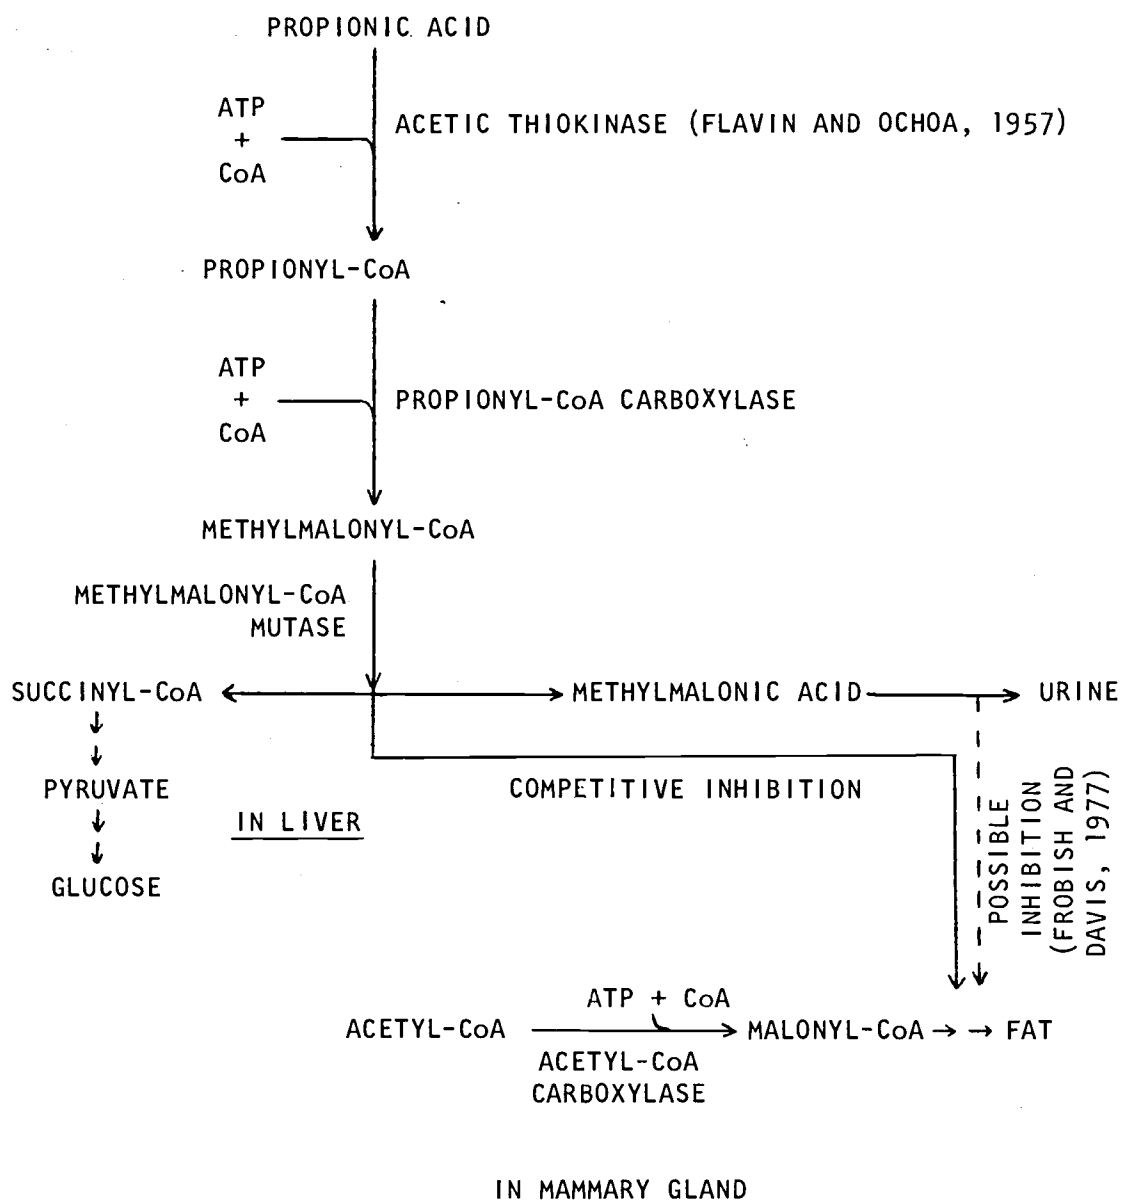 PROPIONIC ACID
ATP
+
CoA
ACETIC THIOKINASE (FLAVIN AND OCHOA, 1957)
PROPIONYL-CoA
ATP
+
CoA
PROPIONYL-CoA CARBOXYLASE
METHYLMALONYL-CoA
METHYLMALONYL-CoA
MUTASE
SUCCINYL-CoA
METHYLMALONIC ACID
URINE
PYRUVATE
GLUCOSE
IN LIVER
COMPETITIVE INHIBITION
POSSIBLE
INHIBITION
(FROBISH AND
DAVIS, 1977)
ATP + CoA
ACETYL-CoA
MALONYL-CoA
FAT
ACETYL-CoA
CARBOXYLASE
IN MAMMARY GLAND